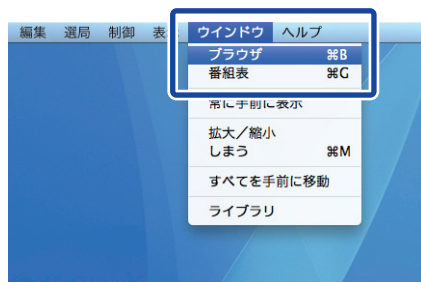 編集 選局 制御 表 ウインドウ ヘルプ
ブラウザ ⌘B
番組表 ⌘G
常に手前に表示
拡大／縮小
しまう ⌘M
すべてを手前に移動
ライブラリ